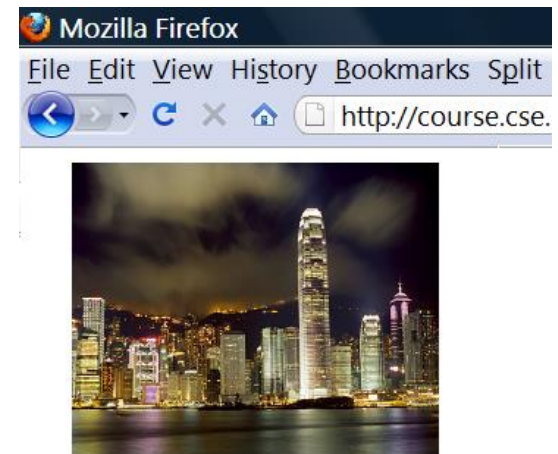 Mozilla Firefox
File Edit View History Bookmarks Split
http://course.cse.